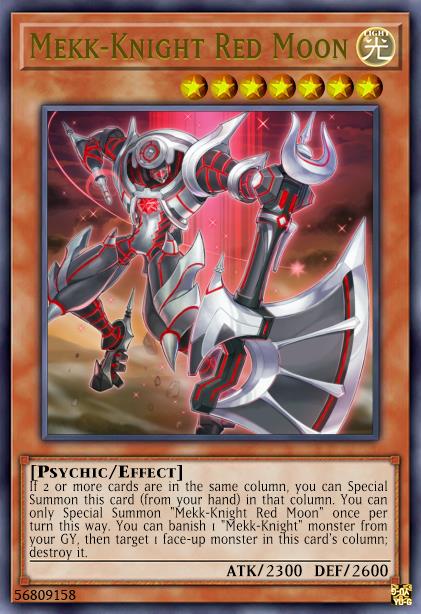 MEKK-KNIGHT RED MOON
LIGHT
光
[PSYCHIC/EFFECT]
If 2 or more cards are in the same column, you can Special
Summon this card (from your hand) in that column. You can
only Special Summon "Mekk-Knight Red Moon" once per
turn this way. You can banish 1 "Mekk-Knight" monster from
your GY, then target 1 face-up monster in this card's column;
destroy it.
ATK/2300 DEF/2600
56809158